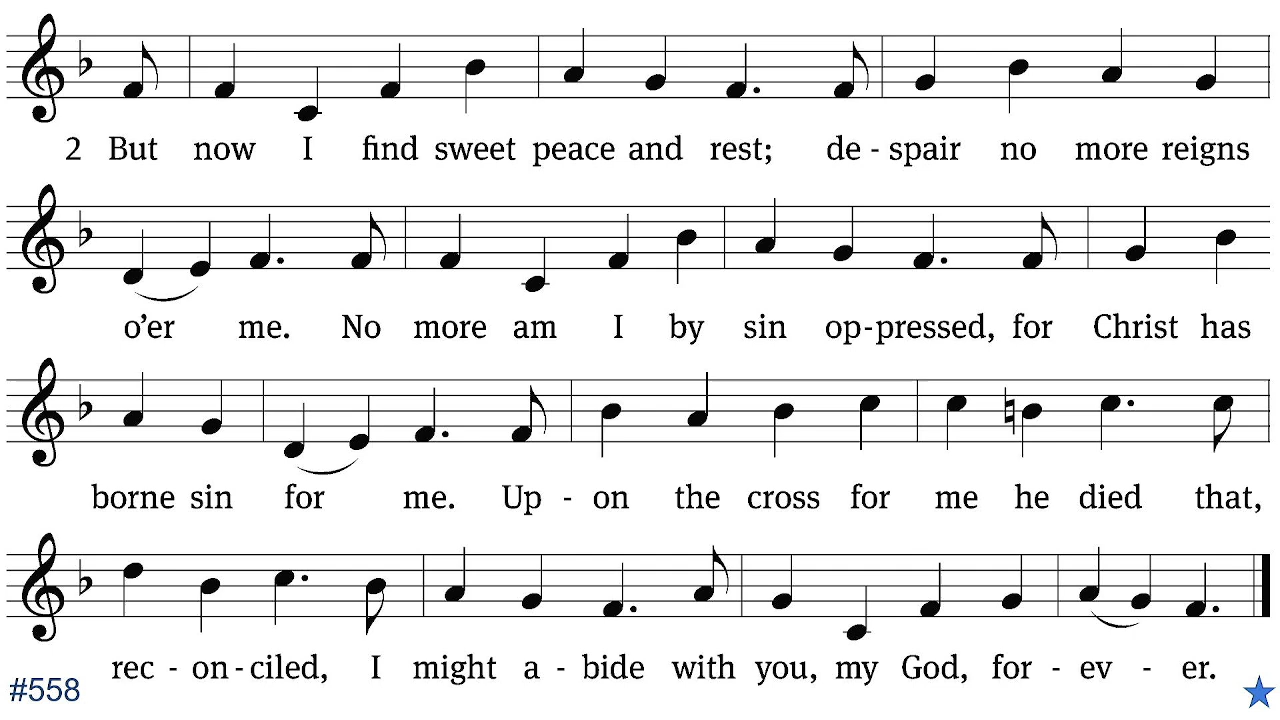 2 But now I find sweet peace and rest; de - spair no more reigns
o’er me. No more am I by sin op - pressed, for Christ has
borne sin for me. Up - on the cross for me he died that,
rec - on - ciled, I might a - bide with you, my God, for - ev - er.
#558